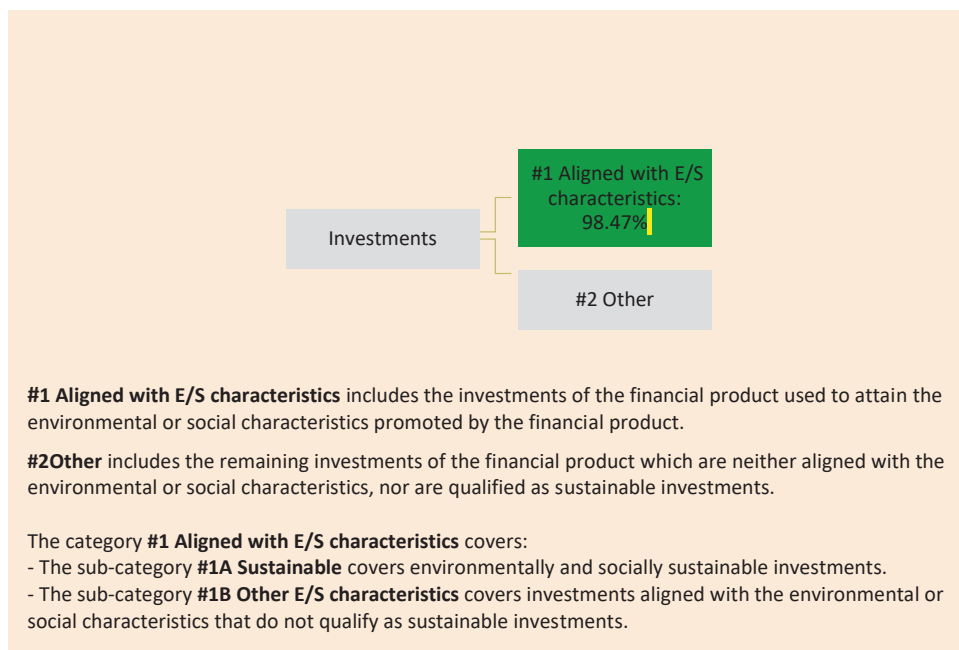 #1 Aligned with E/S
characteristics:
98.47%
Investments
#2 Other
#1 Aligned with E/S characteristics includes the investments of the financial product used to attain the
environmental or social characteristics promoted by the financial product.
#2Other includes the remaining investments of the financial product which are neither aligned with the
environmental or social characteristics, nor are qualified as sustainable investments.
The category #1 Aligned with E/S characteristics covers:
- The sub-category #1A Sustainable covers environmentally and socially sustainable investments.
- The sub-category #1B Other E/S characteristics covers investments aligned with the environmental or
social characteristics that do not qualify as sustainable investments.